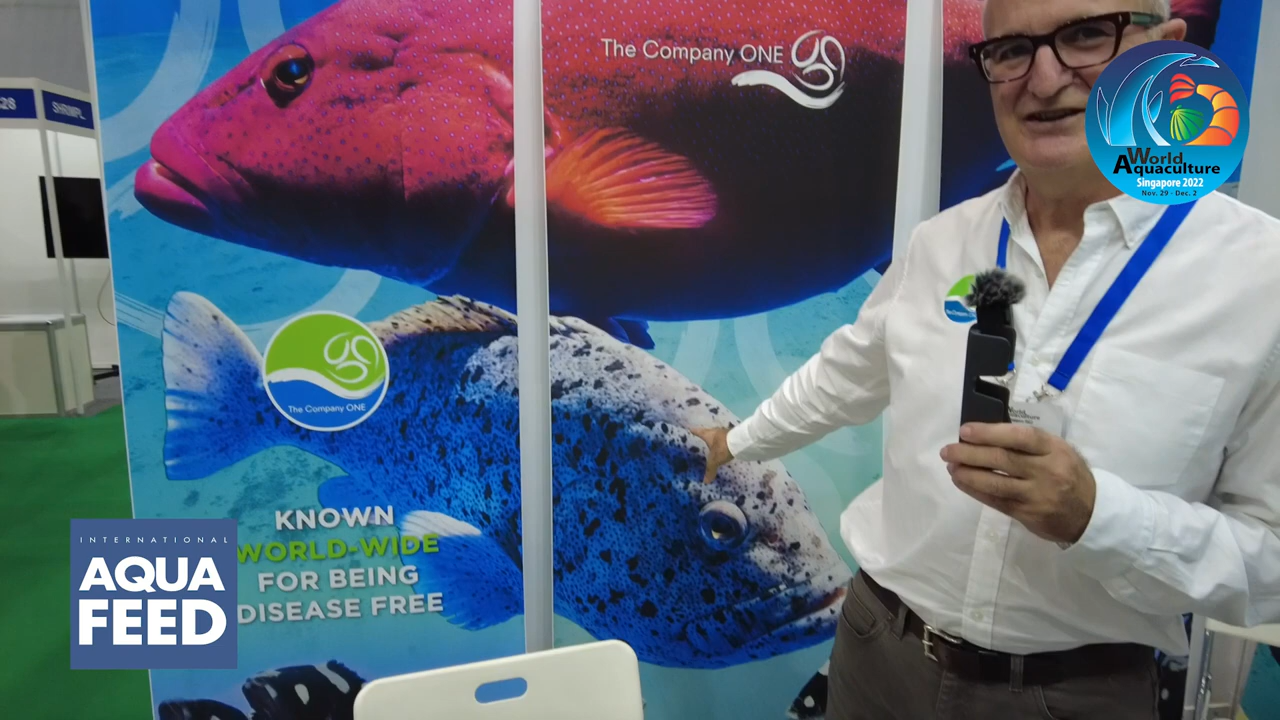 28
SHRIMPL
The Company ONE
World
Aquaculture
Singapore 2022
Nov. 29 - Dec. 2
The Company ONE
KNOWN
WORLD-WIDE
FOR BEING
DISEASE FREE
INTERNATIONAL
AQUA
FEED